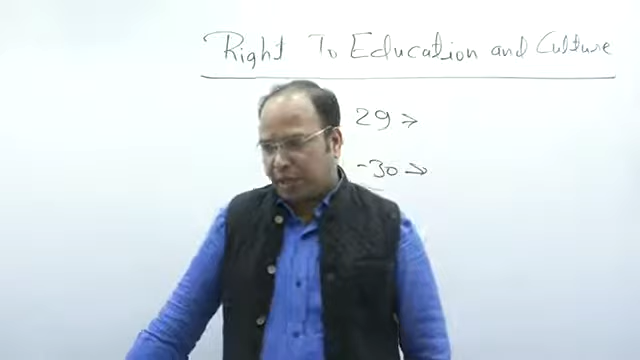 Right To Education and Culture
29 →
-30 →